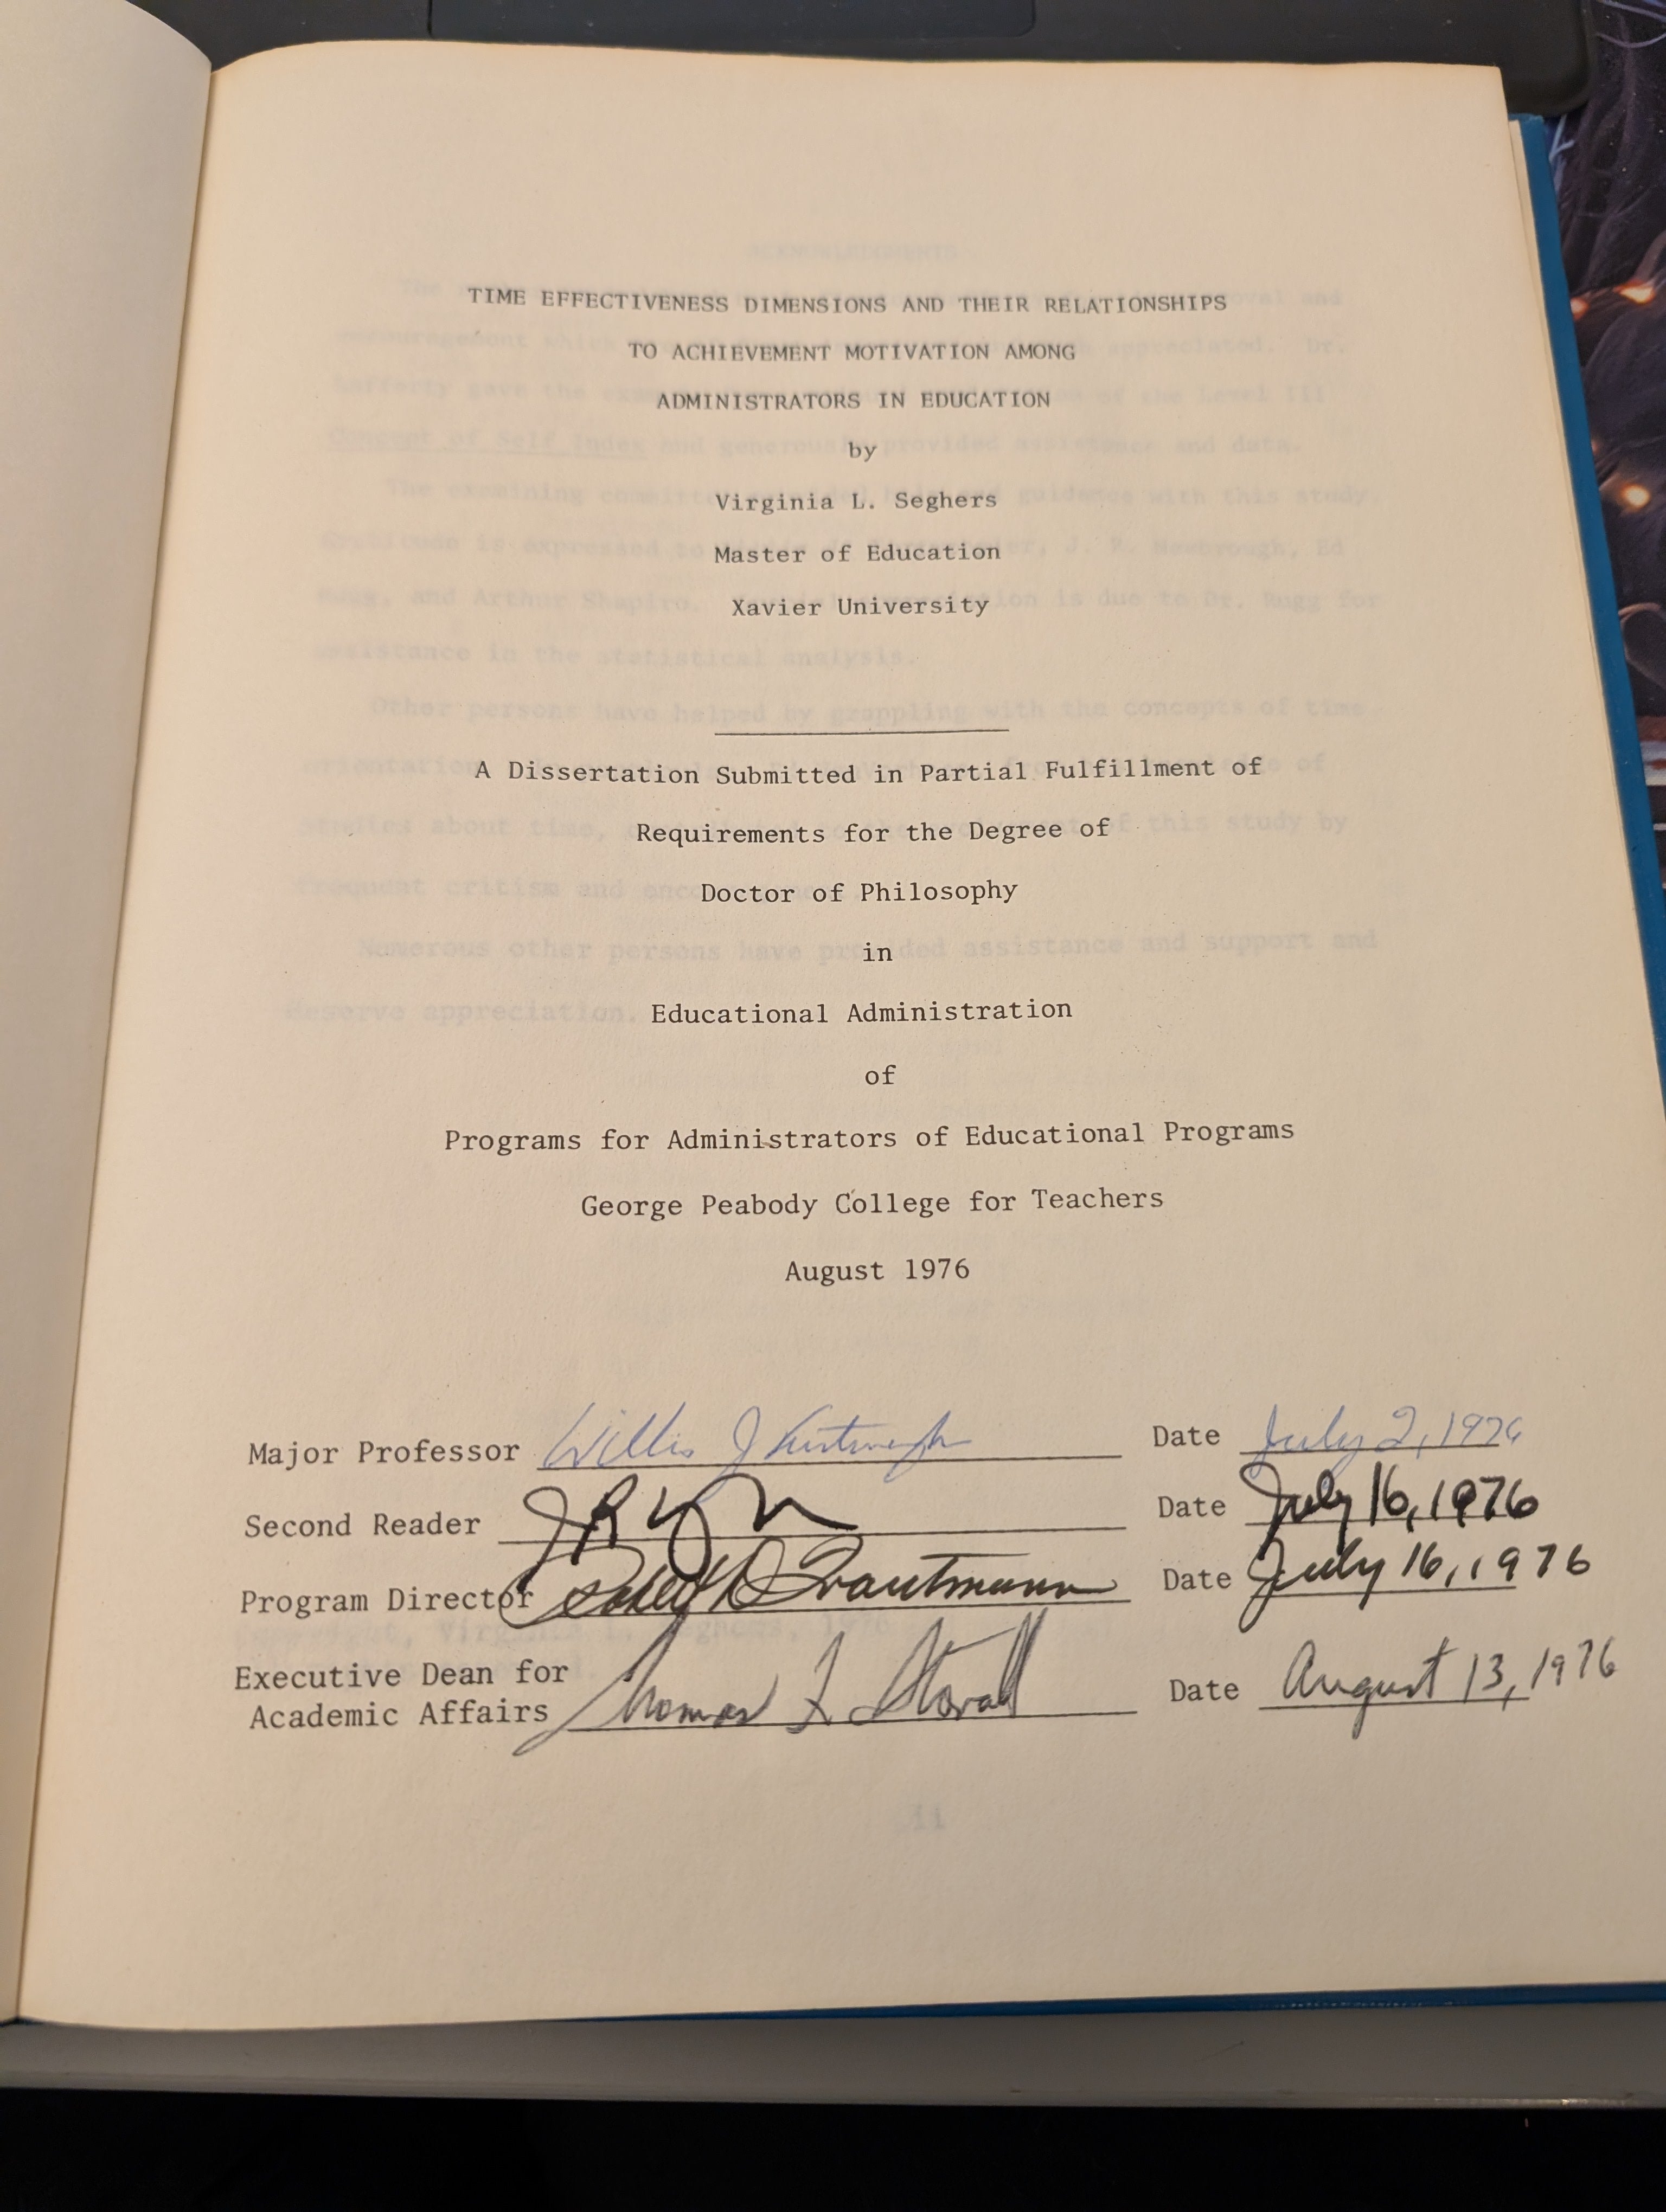 TIME EFFECTIVENESS DIMENSIONS AND THEIR RELATIONSHIPS
TO ACHIEVEMENT MOTIVATION AMONG
ADMINISTRATORS IN EDUCATION
by
Virginia L. Seghers
Master of Education
Xavier University
A Dissertation Submitted in Partial Fulfillment of
Requirements for the Degree of
Doctor of Philosophy
in
Educational Administration
of
Programs for Administrators of Educational Programs
George Peabody College for Teachers
August 1976
Major Professor Willis J Date July 2, 1976
Second Reader J R Date July 16, 1976
Program Director Trautmann Date July 16, 1976
Executive Dean for
Academic Affairs Thomas Stovall Date August 13, 1976